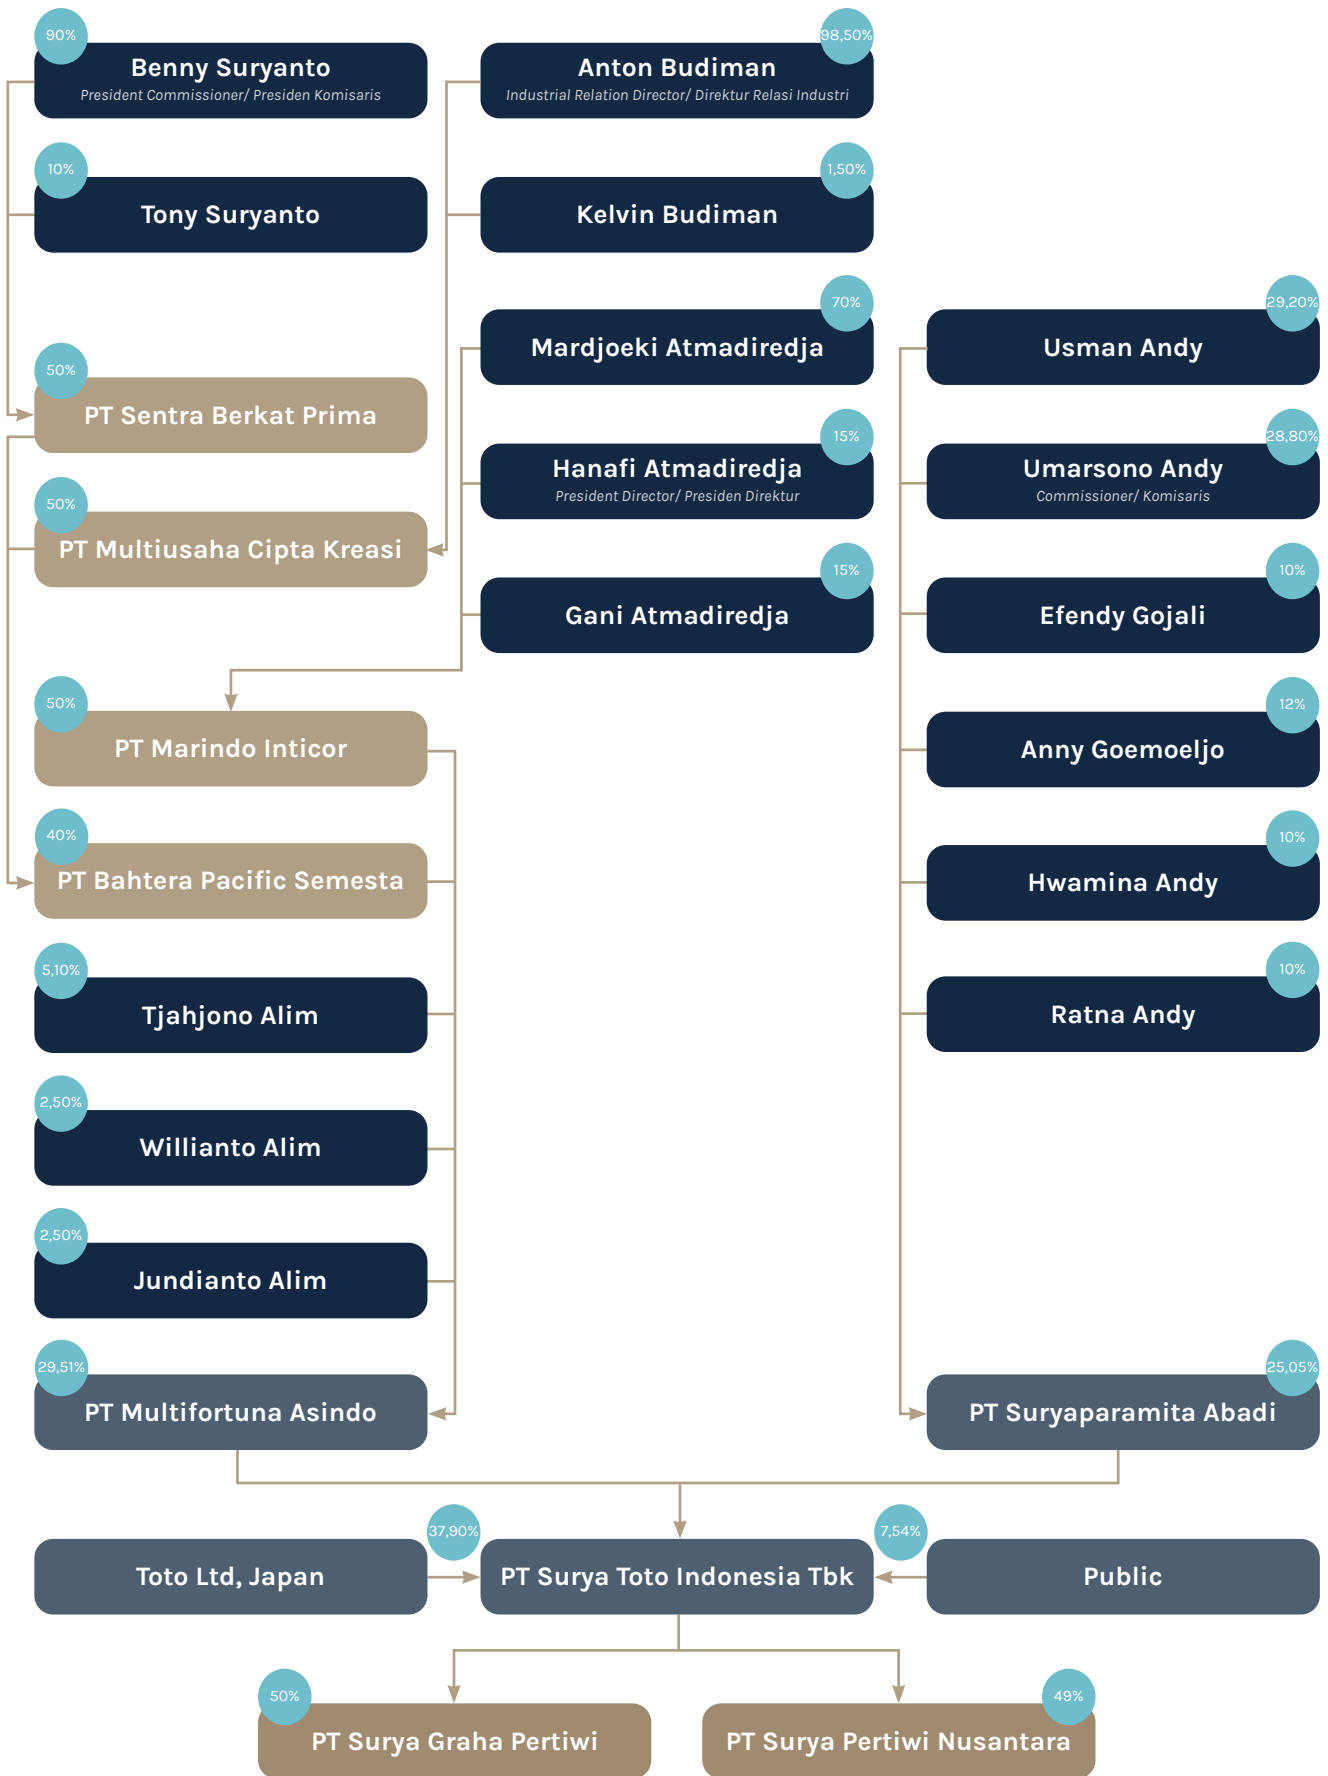 90%
Benny Suryanto
President Commissioner/ Presiden Komisaris
98,50%
Anton Budiman
Industrial Relation Director/ Direktur Relasi Industri
10%
Tony Suryanto
1,50%
Kelvin Budiman
70%
Mardjoeki Atmadiredja
29,20%
Usman Andy
50%
PT Sentra Berkat Prima
15%
Hanafi Atmadiredja
President Director/ Presiden Direktur
28,80%
Umarsono Andy
Commissioner/ Komisaris
50%
PT Multiusaha Cipta Kreasi
15%
Gani Atmadiredja
10%
Efendy Gojali
50%
PT Marindo Inticor
12%
Anny Goemoeljo
40%
PT Bahtera Pacific Semesta
10%
Hwamina Andy
5,10%
Tjahjono Alim
10%
Ratna Andy
2,50%
Willianto Alim
2,50%
Jundianto Alim
29,51%
PT Multifortuna Asindo
25,05%
PT Suryaparamita Abadi
Toto Ltd, Japan
37,90%
PT Surya Toto Indonesia Tbk
7,54%
Public
50%
PT Surya Graha Pertiwi
49%
PT Surya Pertiwi Nusantara